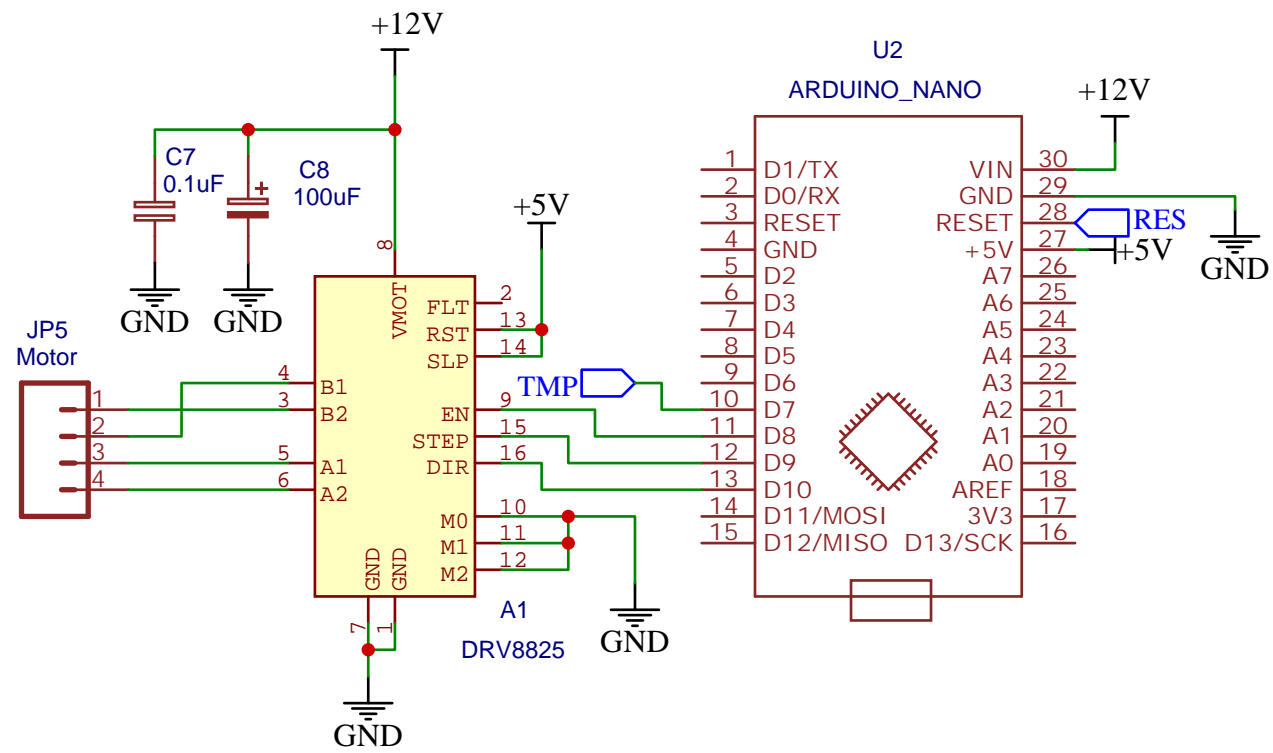 +12V
C7
0.1uF
C8
100uF
+
GND
GND
JP5
Motor
1
2
3
4
4
3
5
6
8
VMOT
B1
B2
A1
A2
FLT
RST
SLP
EN
STEP
DIR
M0
M1
M2
GND
GND
7
1
2
13
14
9
15
16
10
11
12
+5V
GND
GND
A1
DRV8825
TMP
U2
ARDUINO_NANO
1 D1/TX
2 D0/RX
3 RESET
4 GND
5 D2
6 D3
7 D4
8 D5
9 D6
10 D7
11 D8
12 D9
13 D10
14 D11/MOSI
15 D12/MISO
VIN 30
GND 29
RESET 28
+5V 27
A7 26
A6 25
A5 24
A4 23
A3 22
A2 21
A1 20
A0 19
AREF 18
3V3 17
D13/SCK 16
+12V
RES
+5V
GND